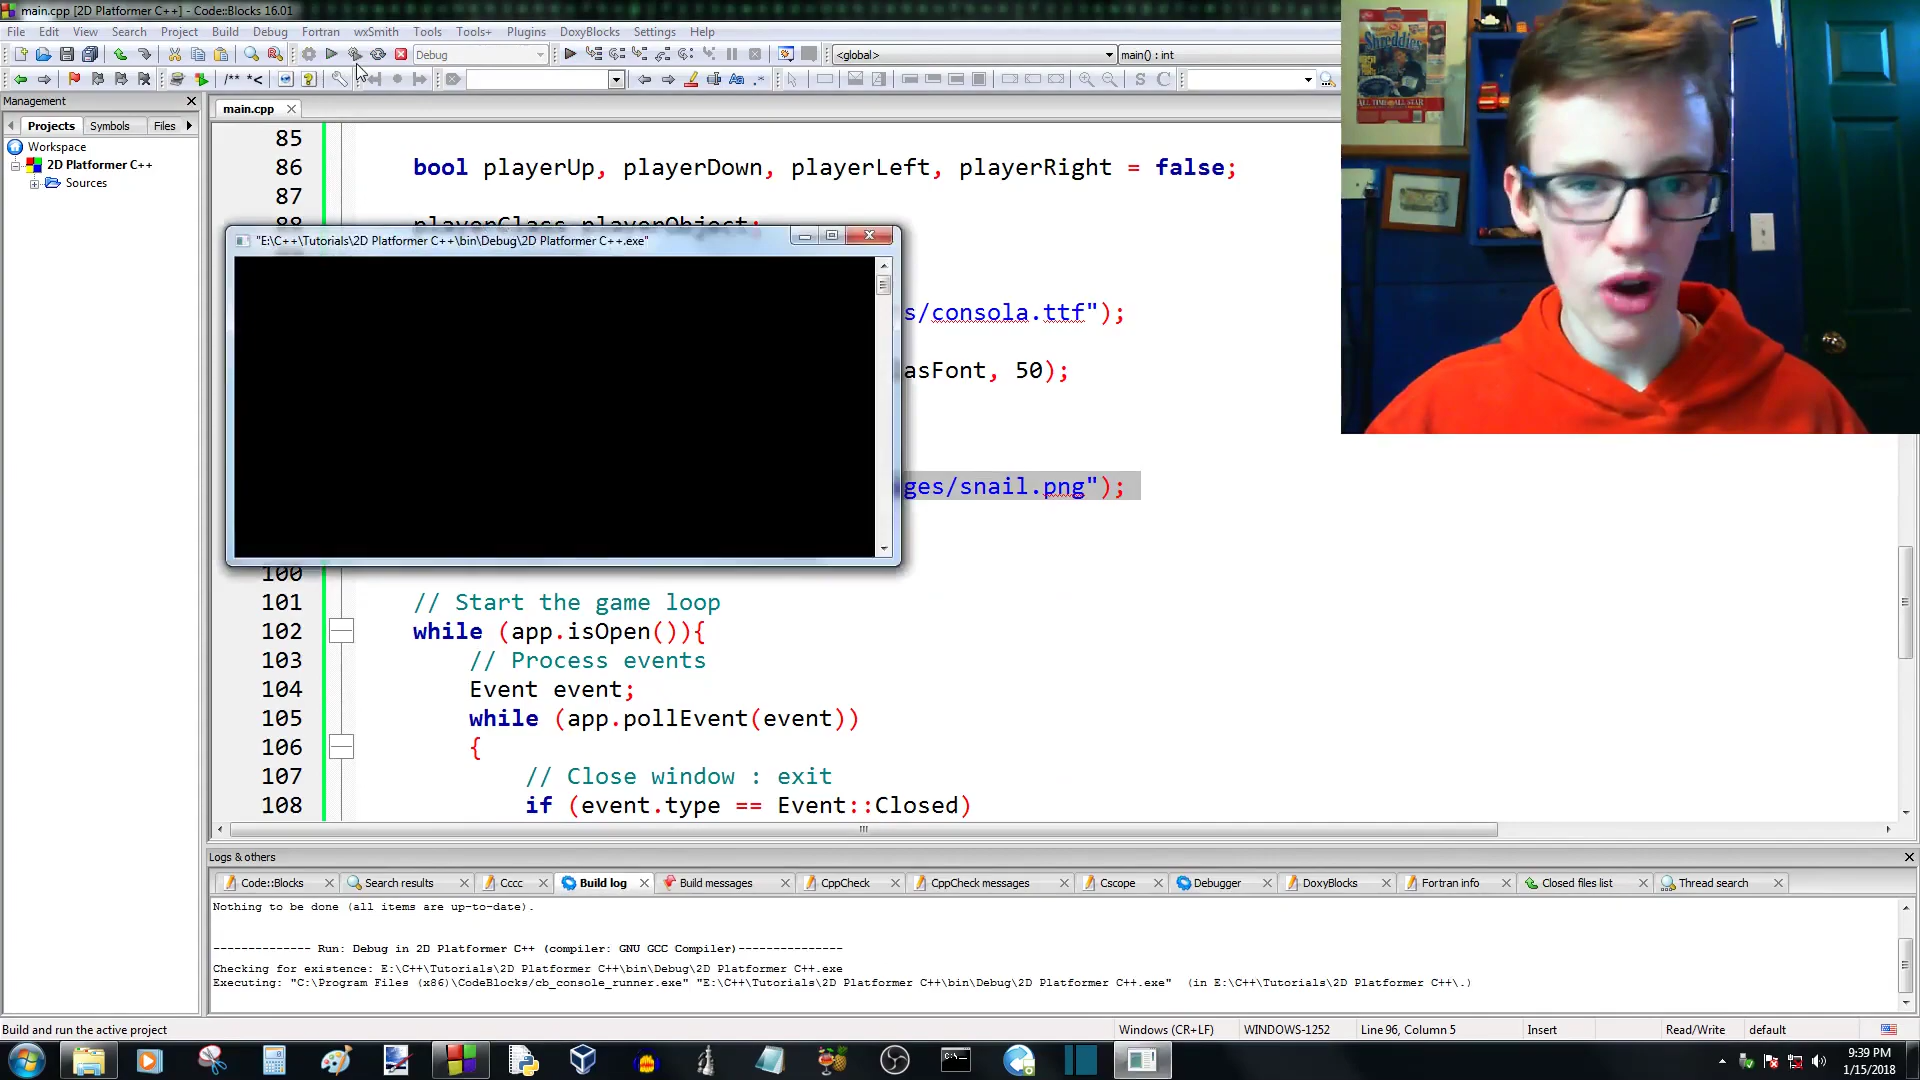 main.cpp [2D Platformer C++] - Code::Blocks 16.01
File Edit View Search Project Build Debug Fortran wxSmith Tools Tools+ Plugins DoxyBlocks Settings Help
Debug
<global>
main() : int
/** *<
Management
main.cpp
Projects Symbols Files
Workspace
2D Platformer C++
Sources
85
86 bool playerUp, playerDown, playerLeft, playerRight = false;
87
88 playerClass playerObject;
"E:\C++\Tutorials\2D Platformer C++\bin\Debug\2D Platformer C++.exe"
s/consola.ttf");
asFont, 50);
ges/snail.png");
100
101 // Start the game loop
102 while (app.isOpen()){
103 // Process events
104 Event event;
105 while (app.pollEvent(event))
106 {
107 // Close window : exit
108 if (event.type == Event::Closed)
Shreddies
ALL TIME ALL STAR
Logs & others
Code::Blocks Search results Cccc Build log Build messages CppCheck CppCheck messages Cscope Debugger DoxyBlocks Fortran info Closed files list Thread search
Nothing to be done (all items are up-to-date).
-------------- Run: Debug in 2D Platformer C++ (compiler: GNU GCC Compiler)---------------
Checking for existence: E:\C++\Tutorials\2D Platformer C++\bin\Debug\2D Platformer C++.exe
Executing: "C:\Program Files (x86)\CodeBlocks/cb_console_runner.exe" "E:\C++\Tutorials\2D Platformer C++\bin\Debug\2D Platformer C++.exe" (in E:\C++\Tutorials\2D Platformer C++\.)
Build and run the active project
Windows (CR+LF) WINDOWS-1252 Line 96, Column 5 Insert Read/Write default
9:39 PM
1/15/2018